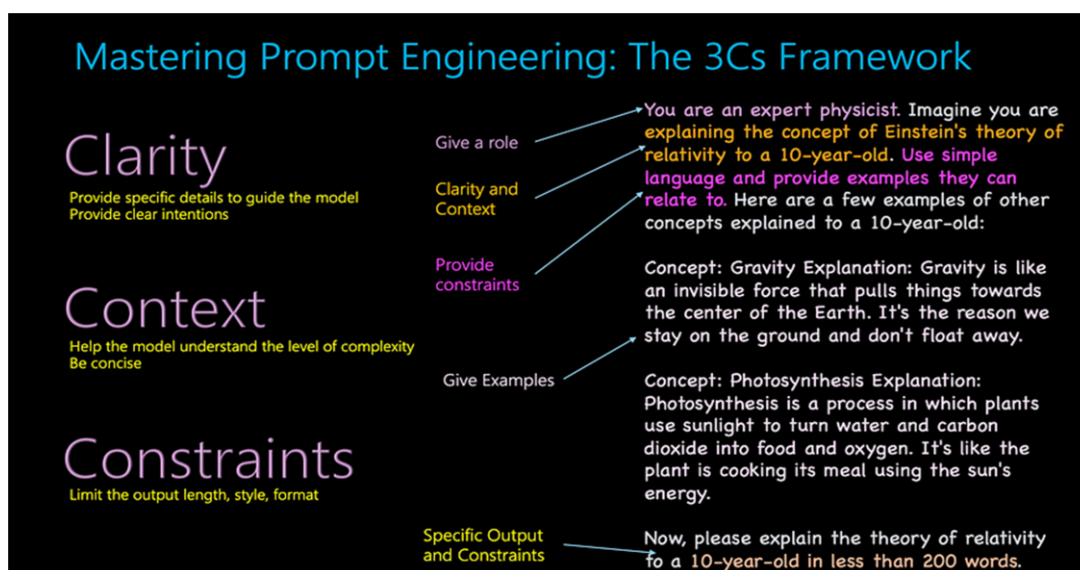 Mastering Prompt Engineering: The 3Cs Framework
Clarity
Provide specific details to guide the model
Provide clear intentions
Context
Help the model understand the level of complexity
Be concise
Constraints
Limit the output length, style, format
Give a role
Clarity and
Context
Provide
constraints
Give Examples
Specific Output
and Constraints
You are an expert physicist. Imagine you are
explaining the concept of Einstein's theory of
relativity to a 10-year-old. Use simple
language and provide examples they can
relate to. Here are a few examples of other
concepts explained to a 10-year-old:
Concept: Gravity Explanation: Gravity is like
an invisible force that pulls things towards
the center of the Earth. It's the reason we
stay on the ground and don't float away.
Concept: Photosynthesis Explanation:
Photosynthesis is a process in which plants
use sunlight to turn water and carbon
dioxide into food and oxygen. It's like the
plant is cooking its meal using the sun's
energy.
Now, please explain the theory of relativity
to a 10-year-old in less than 200 words.